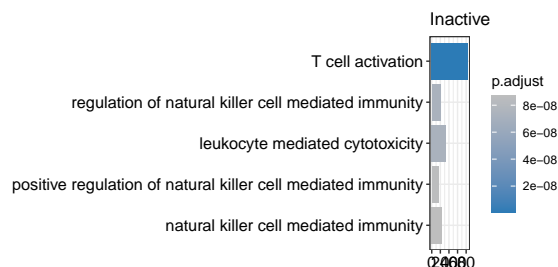 Inactive
T cell activation
regulation of natural killer cell mediated immunity
leukocyte mediated cytotoxicity
positive regulation of natural killer cell mediated immunity
natural killer cell mediated immunity
p.adjust
8e−08
6e−08
4e−08
2e−08